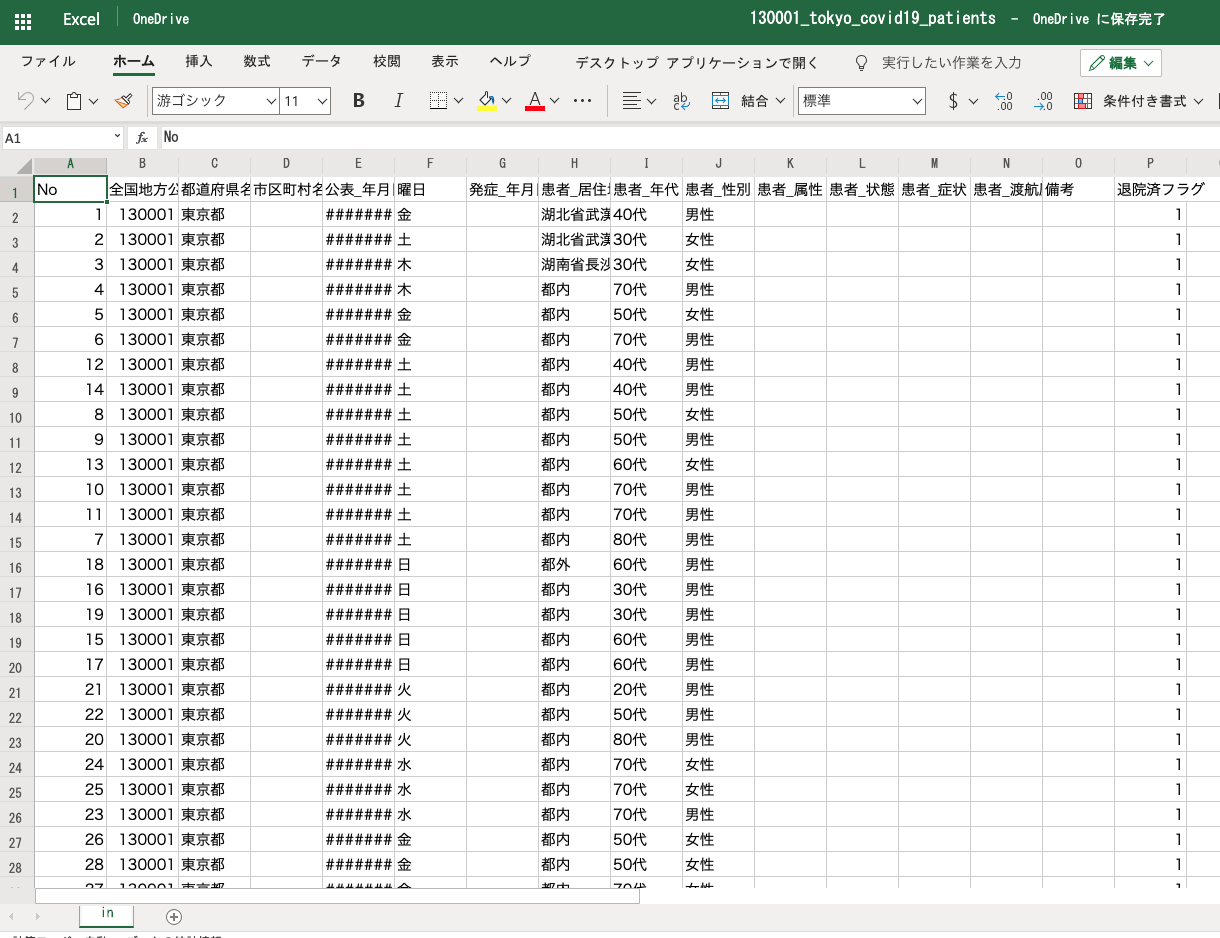 Excel OneDrive 130001_tokyo_covid19_patients - OneDrive に保存完了
ファイル ホーム 挿入 数式 データ 校閲 表示 ヘルプ デスクトップ アプリケーションで開く 実行したい作業を入力 編集
游ゴシック 11 B I A ab 結合 標準 $ .00 .00 条件付き書式
A1 fx No
A B C D E F G H I J K L M N O P
1 No 全国地方公 都道府県名 市区町村名 公表_年月 曜日 発症_年月 患者_居住 患者_年代 患者_性別 患者_属性 患者_状態 患者_症状 患者_渡航 備考 退院済フラグ
2 1 130001 東京都 ####### 金 湖北省武漢 40代 男性 1
3 2 130001 東京都 ####### 土 湖北省武漢 30代 女性 1
4 3 130001 東京都 ####### 木 湖南省長沙 30代 女性 1
5 4 130001 東京都 ####### 木 都内 70代 男性 1
6 5 130001 東京都 ####### 金 都内 50代 女性 1
7 6 130001 東京都 ####### 金 都内 70代 男性 1
8 12 130001 東京都 ####### 土 都内 40代 男性 1
9 14 130001 東京都 ####### 土 都内 40代 男性 1
10 8 130001 東京都 ####### 土 都内 50代 女性 1
11 9 130001 東京都 ####### 土 都内 50代 男性 1
12 13 130001 東京都 ####### 土 都内 60代 女性 1
13 10 130001 東京都 ####### 土 都内 70代 男性 1
14 11 130001 東京都 ####### 土 都内 70代 男性 1
15 7 130001 東京都 ####### 土 都内 80代 男性 1
16 18 130001 東京都 ####### 日 都外 60代 男性 1
17 16 130001 東京都 ####### 日 都内 30代 男性 1
18 19 130001 東京都 ####### 日 都内 30代 男性 1
19 15 130001 東京都 ####### 日 都内 60代 男性 1
20 17 130001 東京都 ####### 日 都内 60代 男性 1
21 21 130001 東京都 ####### 火 都内 20代 男性 1
22 22 130001 東京都 ####### 火 都内 50代 男性 1
23 20 130001 東京都 ####### 火 都内 80代 男性 1
24 24 130001 東京都 ####### 水 都内 70代 女性 1
25 25 130001 東京都 ####### 水 都内 70代 女性 1
26 23 130001 東京都 ####### 水 都内 70代 男性 1
27 26 130001 東京都 ####### 金 都内 50代 女性 1
28 28 130001 東京都 ####### 金 都内 50代 女性 1
in